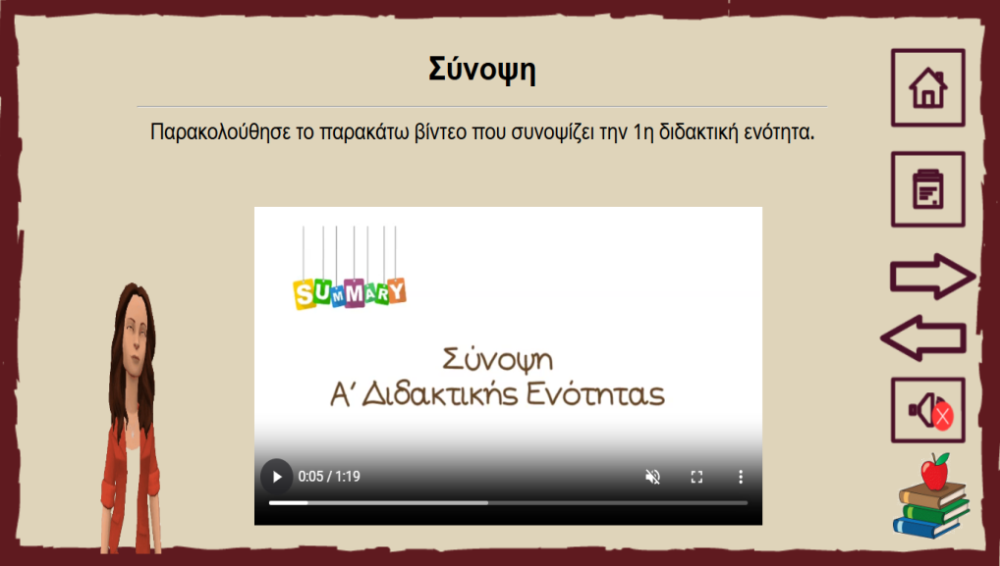 Σύνοψη
Παρακολούθησε το παρακάτω βίντεο που συνοψίζει την 1η διδακτική ενότητα.
SUMMARY
Σύνοψη
Α΄ Διδακτικής Ενότητας
0:05 / 1:19